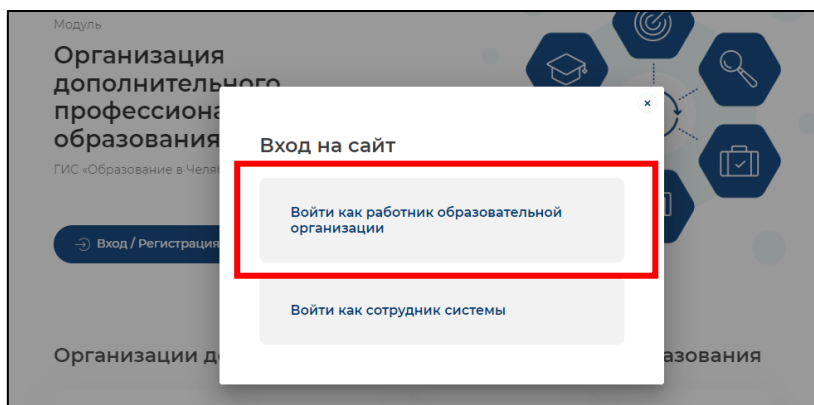 Модуль
Организация
дополнительного
профессиона
образования
ГИС «Образование в Челя
Вход / Регистрация
Вход на сайт
Войти как работник образовательной
организации
Войти как сотрудник системы
Организации д
азования